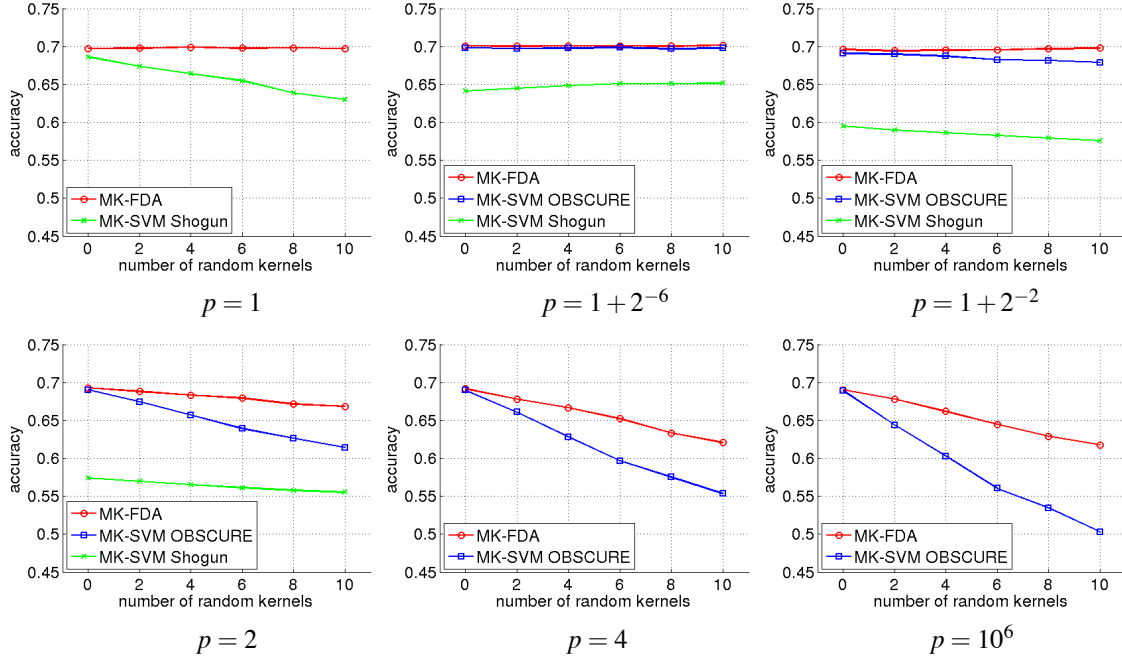 0.75
0.7
0.65
0.6
0.55
0.5
0.45
accuracy
MK-FDA
MK-SVM Shogun
0 2 4 6 8 10
number of random kernels
p = 1
0.75
0.7
0.65
0.6
0.55
0.5
0.45
accuracy
MK-FDA
MK-SVM OBSCURE
MK-SVM Shogun
0 2 4 6 8 10
number of random kernels
p = 1 + 2⁻⁶
0.75
0.7
0.65
0.6
0.55
0.5
0.45
accuracy
MK-FDA
MK-SVM OBSCURE
MK-SVM Shogun
0 2 4 6 8 10
number of random kernels
p = 1 + 2⁻²
0.75
0.7
0.65
0.6
0.55
0.5
0.45
accuracy
MK-FDA
MK-SVM OBSCURE
MK-SVM Shogun
0 2 4 6 8 10
number of random kernels
p = 2
0.75
0.7
0.65
0.6
0.55
0.5
0.45
accuracy
MK-FDA
MK-SVM OBSCURE
0 2 4 6 8 10
number of random kernels
p = 4
0.75
0.7
0.65
0.6
0.55
0.5
0.45
accuracy
MK-FDA
MK-SVM OBSCURE
0 2 4 6 8 10
number of random kernels
p = 10⁶